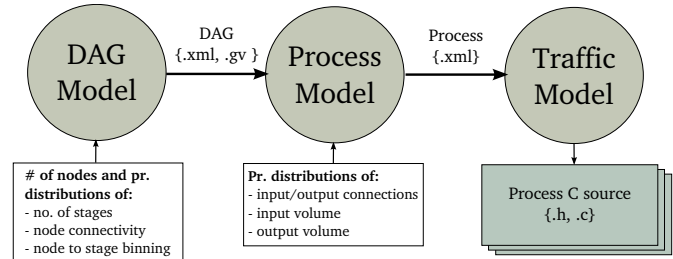 DAG
Model
DAG
{.xml, .gv }
Process
Model
Process
{.xml}
Traffic
Model
# of nodes and pr.
distributions of:
- no. of stages
- node connectivity
- node to stage binning
Pr. distributions of:
- input/output connections
- input volume
- output volume
Process C source
{.h, .c}